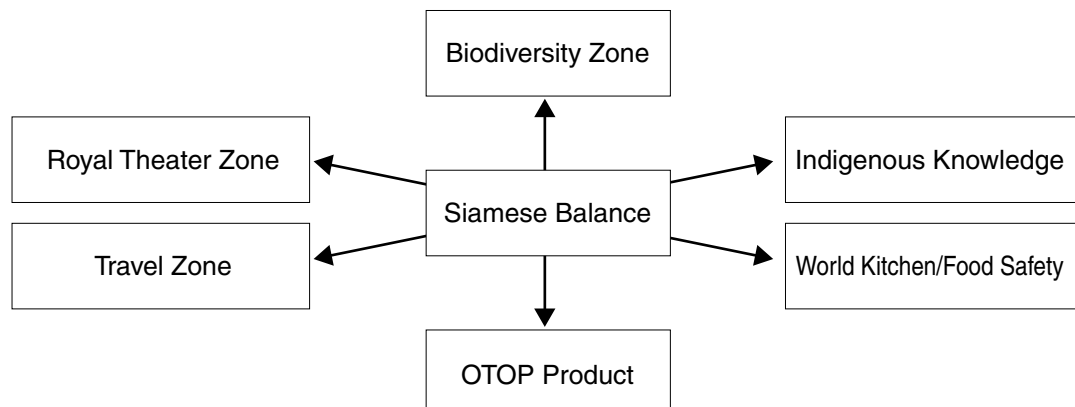 Biodiversity Zone
Royal Theater Zone
Indigenous Knowledge
Siamese Balance
Travel Zone
World Kitchen/Food Safety
OTOP Product